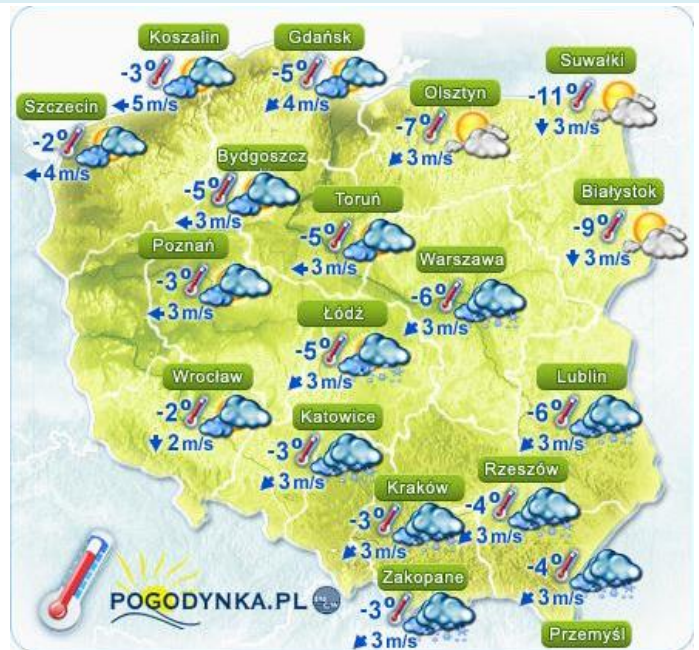 Koszalin
-3°
5 m/s
Gdańsk
-5°
4 m/s
Suwałki
-11°
3 m/s
Szczecin
-2°
4 m/s
Olsztyn
-7°
3 m/s
Bydgoszcz
-5°
3 m/s
Toruń
-5°
3 m/s
Białystok
-9°
3 m/s
Poznań
-3°
3 m/s
Warszawa
-6°
3 m/s
Łódź
-5°
3 m/s
Wrocław
-2°
2 m/s
Lublin
-6°
3 m/s
Katowice
-3°
3 m/s
Rzeszów
-4°
3 m/s
Kraków
-3°
3 m/s
Zakopane
-3°
3 m/s
-4°
3 m/s
Przemyśl
POGODYNKA.PL